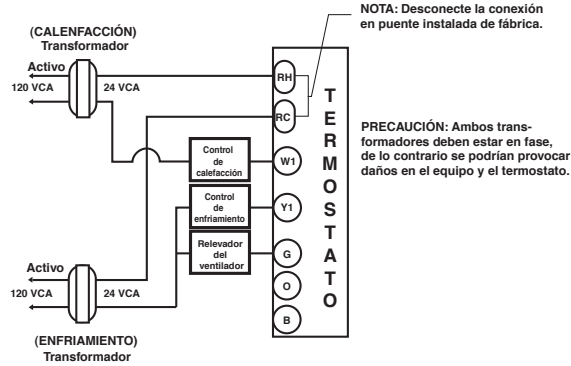 NOTA: Desconecte la conexión
en puente instalada de fábrica.
(CALENFACCIÓN)
Transformador
Activo
120 VCA
24 VCA
RH
RC
W1
Y1
G
O
B
TERMOSTATO
Control
de
calefacción
Control
de
enfriamiento
Relevador
del
ventilador
PRECAUCIÓN: Ambos trans-
formadores deben estar en fase,
de lo contrario se podrían provocar
daños en el equipo y el termostato.
Activo
120 VCA
24 VCA
(ENFRIAMIENTO)
Transformador